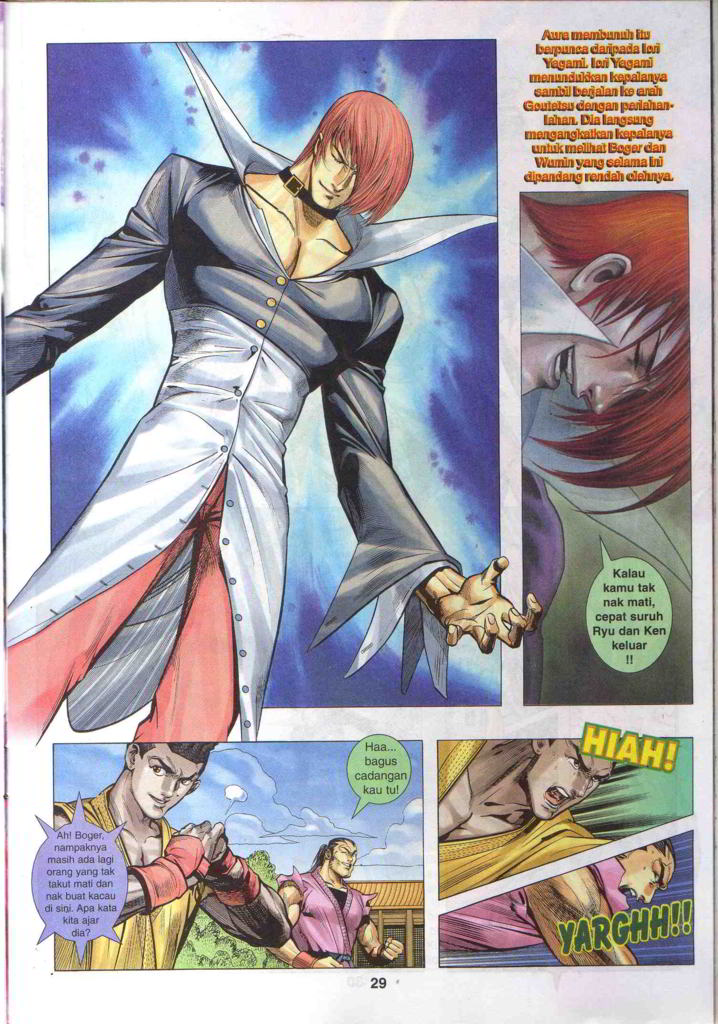 Aura membunuh itu
berpunca daripada Iori
Yagami. Iori Yagami
menundukkan kepalanya
sambil berjalan ke arah
Goutetsu dengan perlahan-
lahan. Dia langsung
mengangkatkan kepalanya
untuk melihat Boger dan
Wumin yang selama ini
dipandang rendah olehnya.
Kalau
kamu tak
nak mati,
cepat suruh
Ryu dan Ken
keluar
!!
Ah! Boger,
nampaknya
masih ada lagi
orang yang tak
takut mati dan
nak buat kacau
di sini. Apa kata
kita ajar
dia?
Haa...
bagus
cadangan
kau tu!
HIAH!
YARGHH!!
29